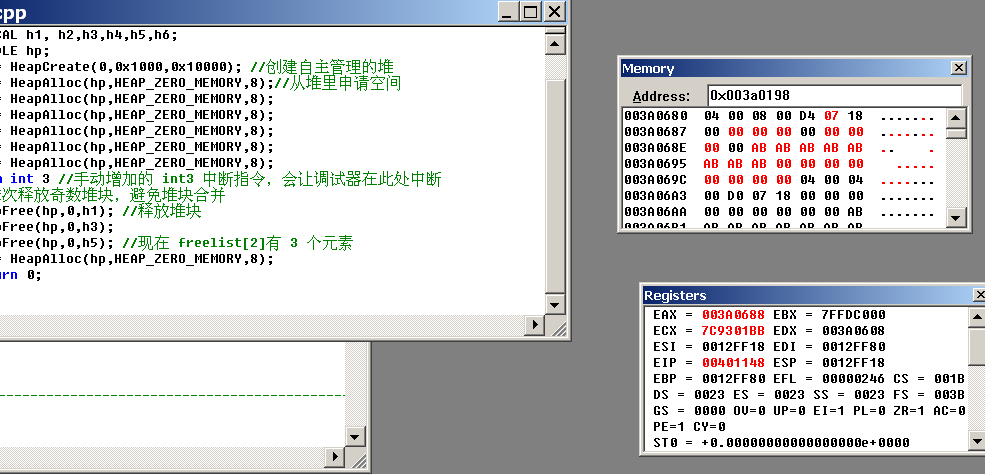 cpp
CAL h1, h2,h3,h4,h5,h6;
DLE hp;
= HeapCreate(0,0x1000,0x10000); //创建自主管理的堆
= HeapAlloc(hp,HEAP_ZERO_MEMORY,8);//从堆里申请空间
= HeapAlloc(hp,HEAP_ZERO_MEMORY,8);
= HeapAlloc(hp,HEAP_ZERO_MEMORY,8);
= HeapAlloc(hp,HEAP_ZERO_MEMORY,8);
= HeapAlloc(hp,HEAP_ZERO_MEMORY,8);
= HeapAlloc(hp,HEAP_ZERO_MEMORY,8);
int 3 //手动增加的 int3 中断指令，会让调试器在此处中断
次释放奇数堆块，避免堆块合并
pFree(hp,0,h1); //释放堆块
pFree(hp,0,h3);
pFree(hp,0,h5); //现在 freelist[2]有 3 个元素
= HeapAlloc(hp,HEAP_ZERO_MEMORY,8);
urn 0;
Memory
Address: 0x003a0198
003A0680 04 00 08 00 D4 07 18 .......
003A0687 00 00 00 00 00 00 00 .......
003A068E 00 00 AB AB AB AB AB ..
003A0695 AB AB AB 00 00 00 00 ....
003A069C 00 00 00 00 04 00 04 .......
003A06A3 00 D0 07 18 00 00 00 .......
003A06AA 00 00 00 00 00 00 AB ......
003A06B1 AB AB AB AB AB AB AB
Registers
EAX = 003A0688 EBX = 7FFDC000
ECX = 7C9301BB EDX = 003A0608
ESI = 0012FF18 EDI = 0012FF80
EIP = 00401148 ESP = 0012FF18
EBP = 0012FF80 EFL = 00000246 CS = 001B
DS = 0023 ES = 0023 SS = 0023 FS = 003B
GS = 0000 OV=0 UP=0 EI=1 PL=0 ZR=1 AC=0
PE=1 CY=0
ST0 = +0.00000000000000000e+0000